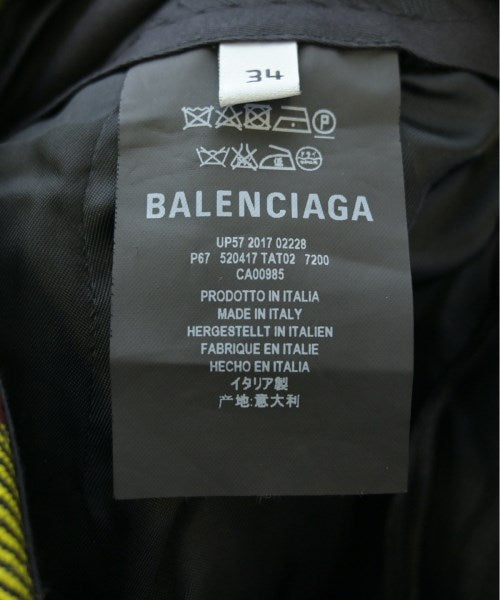 34
P
BALENCIAGA
UP57 2017 02228
P67 520417 TAT02 7200
CA00985
PRODOTTO IN ITALIA
MADE IN ITALY
HERGESTELLT IN ITALIEN
FABRIQUE EN ITALIE
HECHO EN ITALIA
イタリア製
产地:意大利